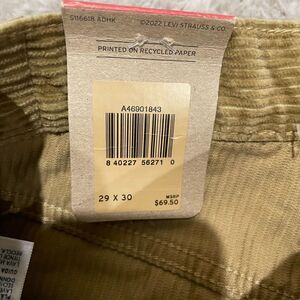 S116618 ADHK
©2022 LEVI STRAUSS & CO.
PRINTED ON RECYCLED PAPER
A46901843
8 40227 56271 0
29 X 30
MSRP
$69.50